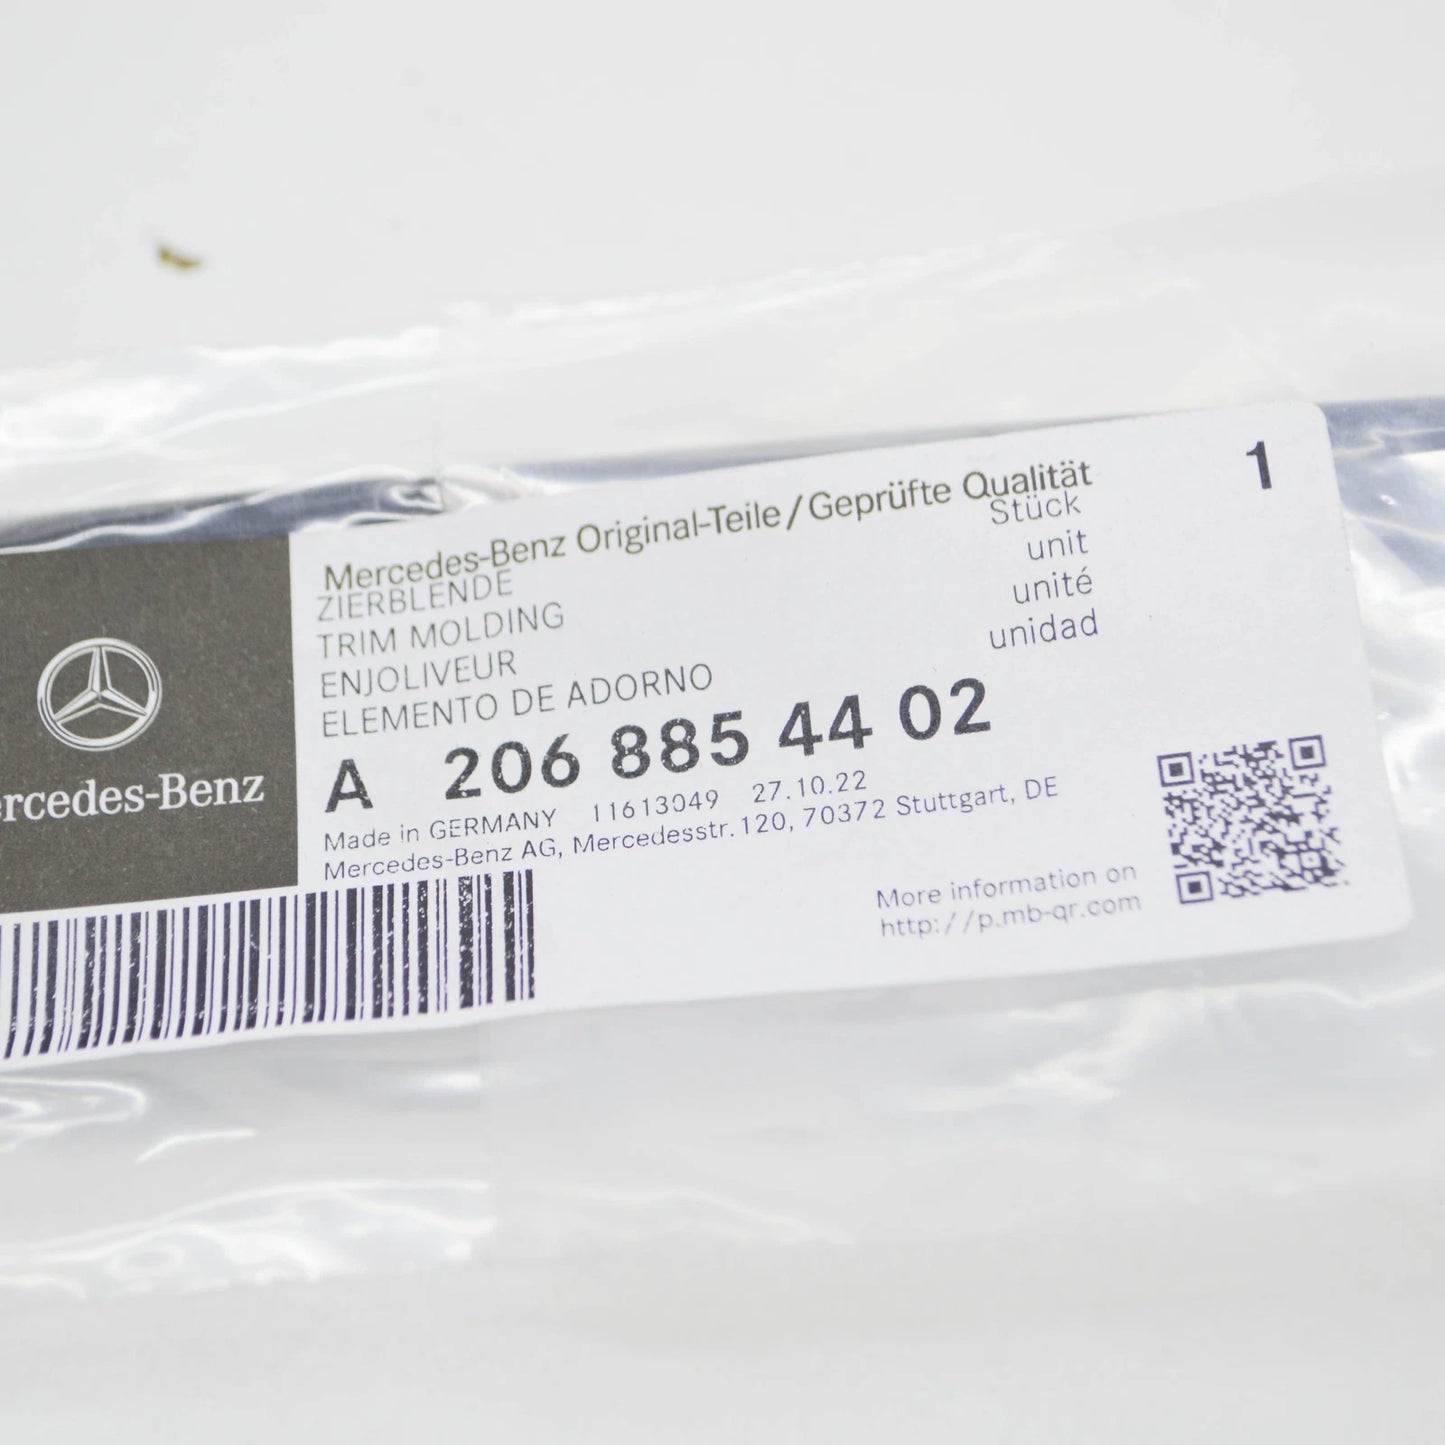 Mercedes-Benz Original-Teile/Geprüfte Qualität
1
ZIERBLENDE
Stück
TRIM MOLDING
unit
ENJOLIVEUR
unité
ELEMENTO DE ADORNO
unidad
A 206 885 44 02
Made in GERMANY 11613049 27.10.22
Mercedes-Benz AG, Mercedesstr. 120, 70372 Stuttgart, DE
More information on
http://p.mb-qr.com
ercedes-Benz